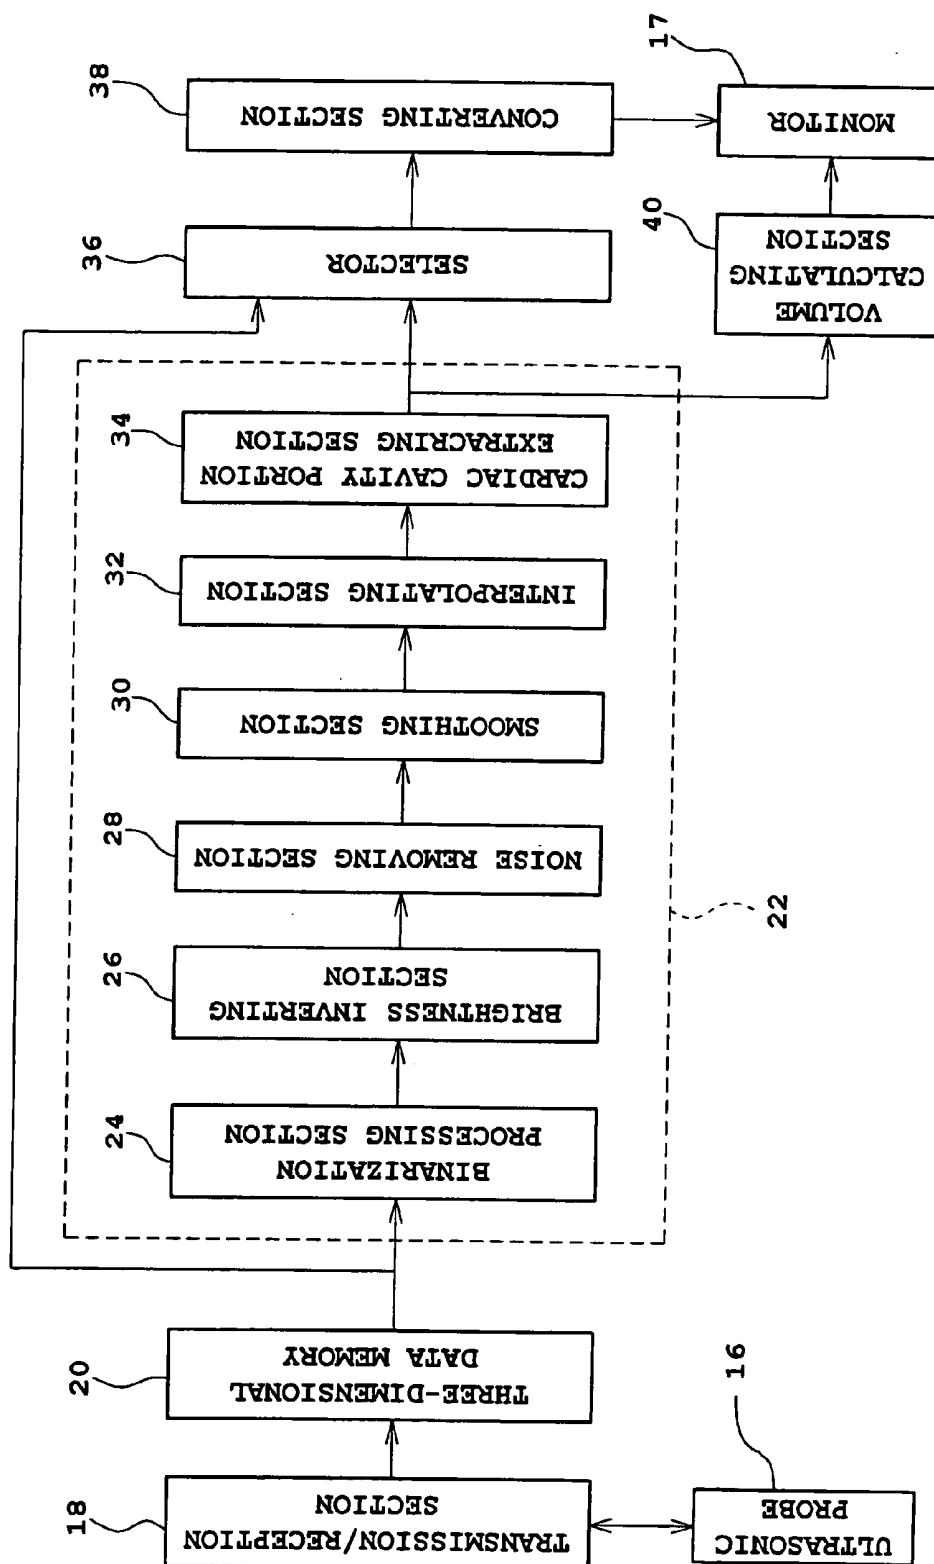 18
TRANSMISSION/RECEPTION
SECTION
ULTRASONIC
PROBE
16
20
THREE-DIMENSIONAL
DATA MEMORY
24
BINARIZATION
PROCESSING SECTION
26
BRIGHTNESS INVERTING
SECTION
28
NOISE REMOVING SECTION
30
SMOOTHING SECTION
32
INTERPOLATING SECTION
34
CARDIAC CAVITY PORTION
EXTRACRING SECTION
22
36
SELECTOR
38
CONVERTING SECTION
40
VOLUME
CALCULATING
SECTION
17
MONITOR